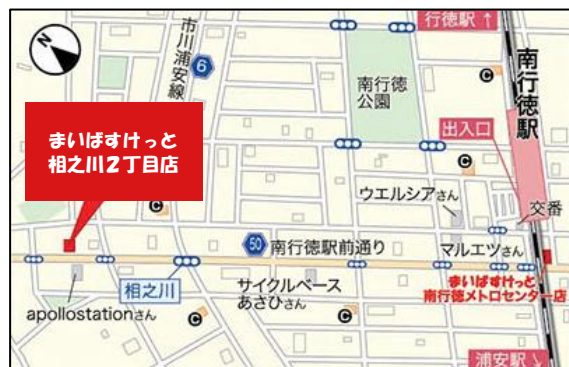 N
市川浦安線
6
行徳駅↑
南行徳駅
南行徳
公園
出入口
まいばすけっと
相之川2丁目店
C
C
C
ウエルシアさん
交番
50
南行徳駅前通り
マルエツさん
まいばすけっと
南行徳メトロセンター店
相之川
サイクルベース
あさひさん
apollostationさん
C
C
浦安駅↘